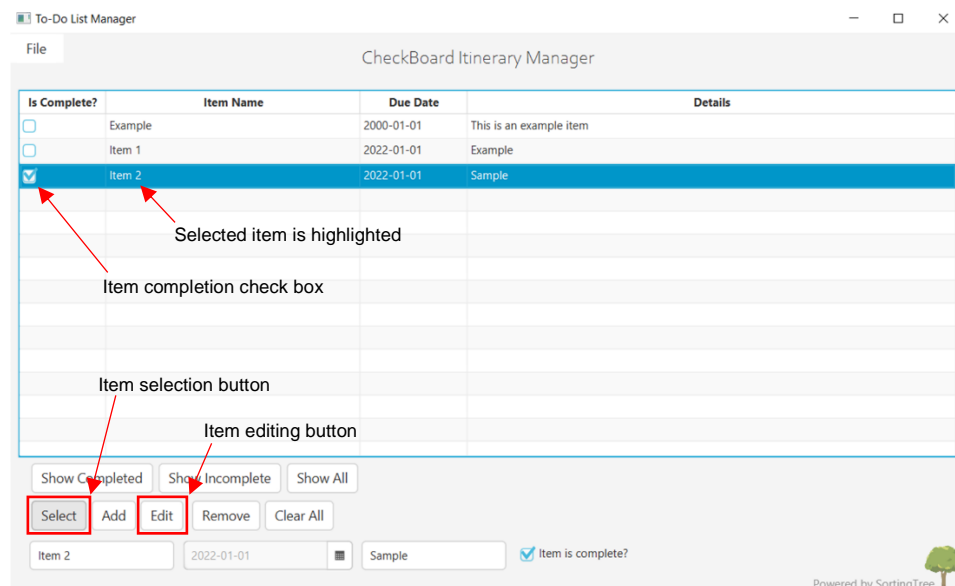 To-Do List Manager
File
CheckBoard Itinerary Manager
Is Complete? Item Name Due Date Details
Example 2000-01-01 This is an example item
Item 1 2022-01-01 Example
Item 2 2022-01-01 Sample
Selected item is highlighted
Item completion check box
Item selection button
Item editing button
Show Completed Show Incomplete Show All
Select Add Edit Remove Clear All
Item 2 2022-01-01 Sample Item is complete?
Powered by SortingTree